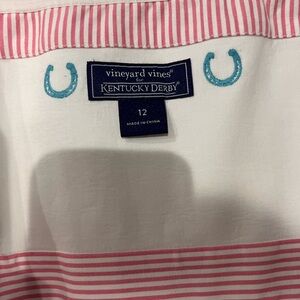 vineyard vines®
for
KENTUCKY DERBY®
12
MADE IN CHINA